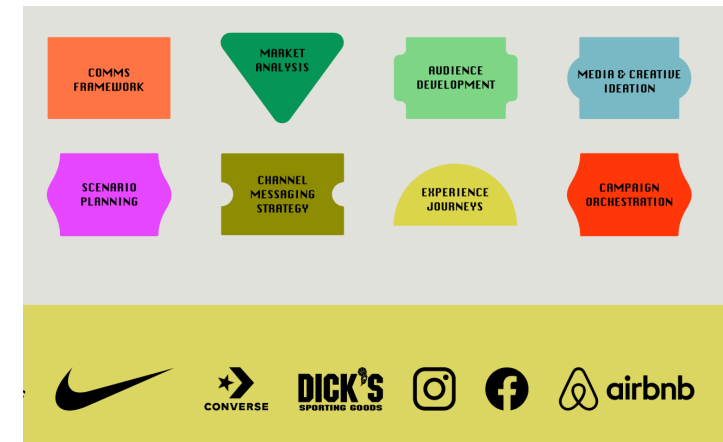 COMMS
FRAMEWORK
MARKET
ANALYSIS
AUDIENCE
DEVELOPMENT
MEDIA & CREATIVE
IDEATION
SCENARIO
PLANNING
CHANNEL
MESSAGING
STRATEGY
EXPERIENCE
JOURNEYS
CAMPAIGN
ORCHESTRATION
CONVERSE
DICK'S
SPORTING GOODS
airbnb